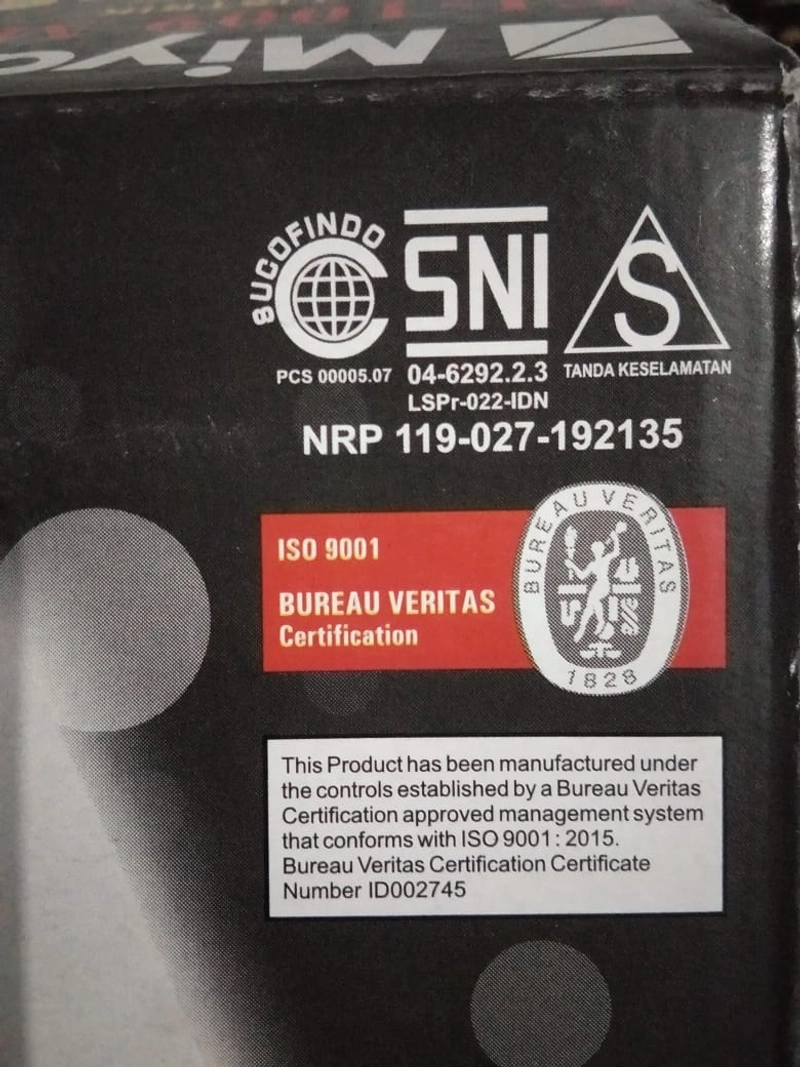 Miyo
SUCOFINDO
SNI
S
PCS 00005.07
04-6292.2.3
TANDA KESELAMATAN
LSPr-022-IDN
NRP 119-027-192135
ISO 9001
BUREAU VERITAS
Certification
BUREAU VERITAS
1828
This Product has been manufactured under
the controls established by a Bureau Veritas
Certification approved management system
that conforms with ISO 9001 : 2015.
Bureau Veritas Certification Certificate
Number ID002745